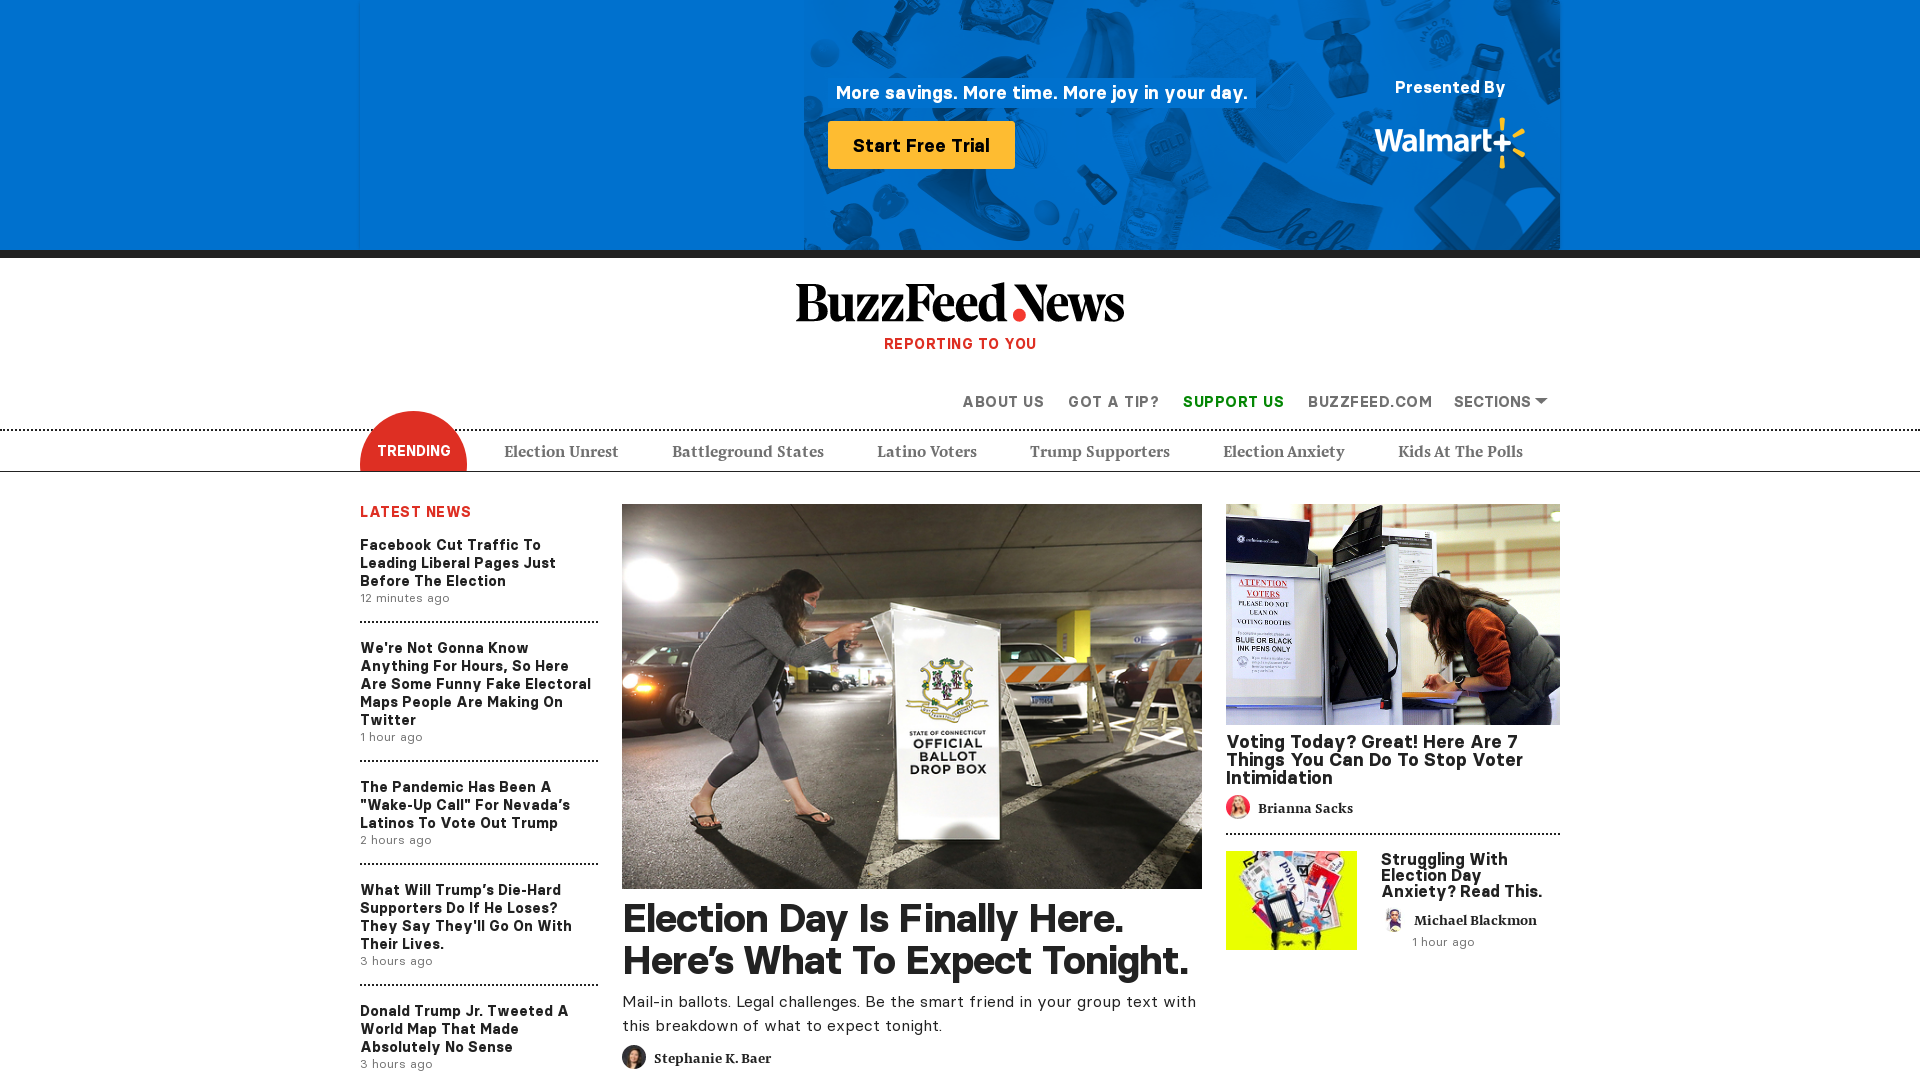 More savings. More time. More joy in your day.
Start Free Trial
Presented By
Walmart+
hello
GOLD
BuzzFeed News
REPORTING TO YOU
ABOUT US
GOT A TIP?
SUPPORT US
BUZZFEED.COM
SECTIONS
TRENDING
Election Unrest
Battleground States
Latino Voters
Trump Supporters
Election Anxiety
Kids At The Polls
LATEST NEWS
Facebook Cut Traffic To
Leading Liberal Pages Just
Before The Election
12 minutes ago
We're Not Gonna Know
Anything For Hours, So Here
Are Some Funny Fake Electoral
Maps People Are Making On
Twitter
1 hour ago
The Pandemic Has Been A
"Wake-Up Call" For Nevada’s
Latinos To Vote Out Trump
2 hours ago
What Will Trump’s Die-Hard
Supporters Do If He Loses?
They Say They'll Go On With
Their Lives.
3 hours ago
Donald Trump Jr. Tweeted A
World Map That Made
Absolutely No Sense
3 hours ago
STATE OF CONNECTICUT
OFFICIAL
BALLOT
DROP BOX
Election Day Is Finally Here.
Here’s What To Expect Tonight.
Mail-in ballots. Legal challenges. Be the smart friend in your group text with
this breakdown of what to expect tonight.
Stephanie K. Baer
ATTENTION
VOTERS
PLEASE DO NOT
LEAN ON
VOTING BOOTHS
BLUE OR BLACK
INK PENS ONLY
Voting Today? Great! Here Are 7
Things You Can Do To Stop Voter
Intimidation
Brianna Sacks
Voted
Struggling With
Election Day
Anxiety? Read This.
Michael Blackmon
1 hour ago